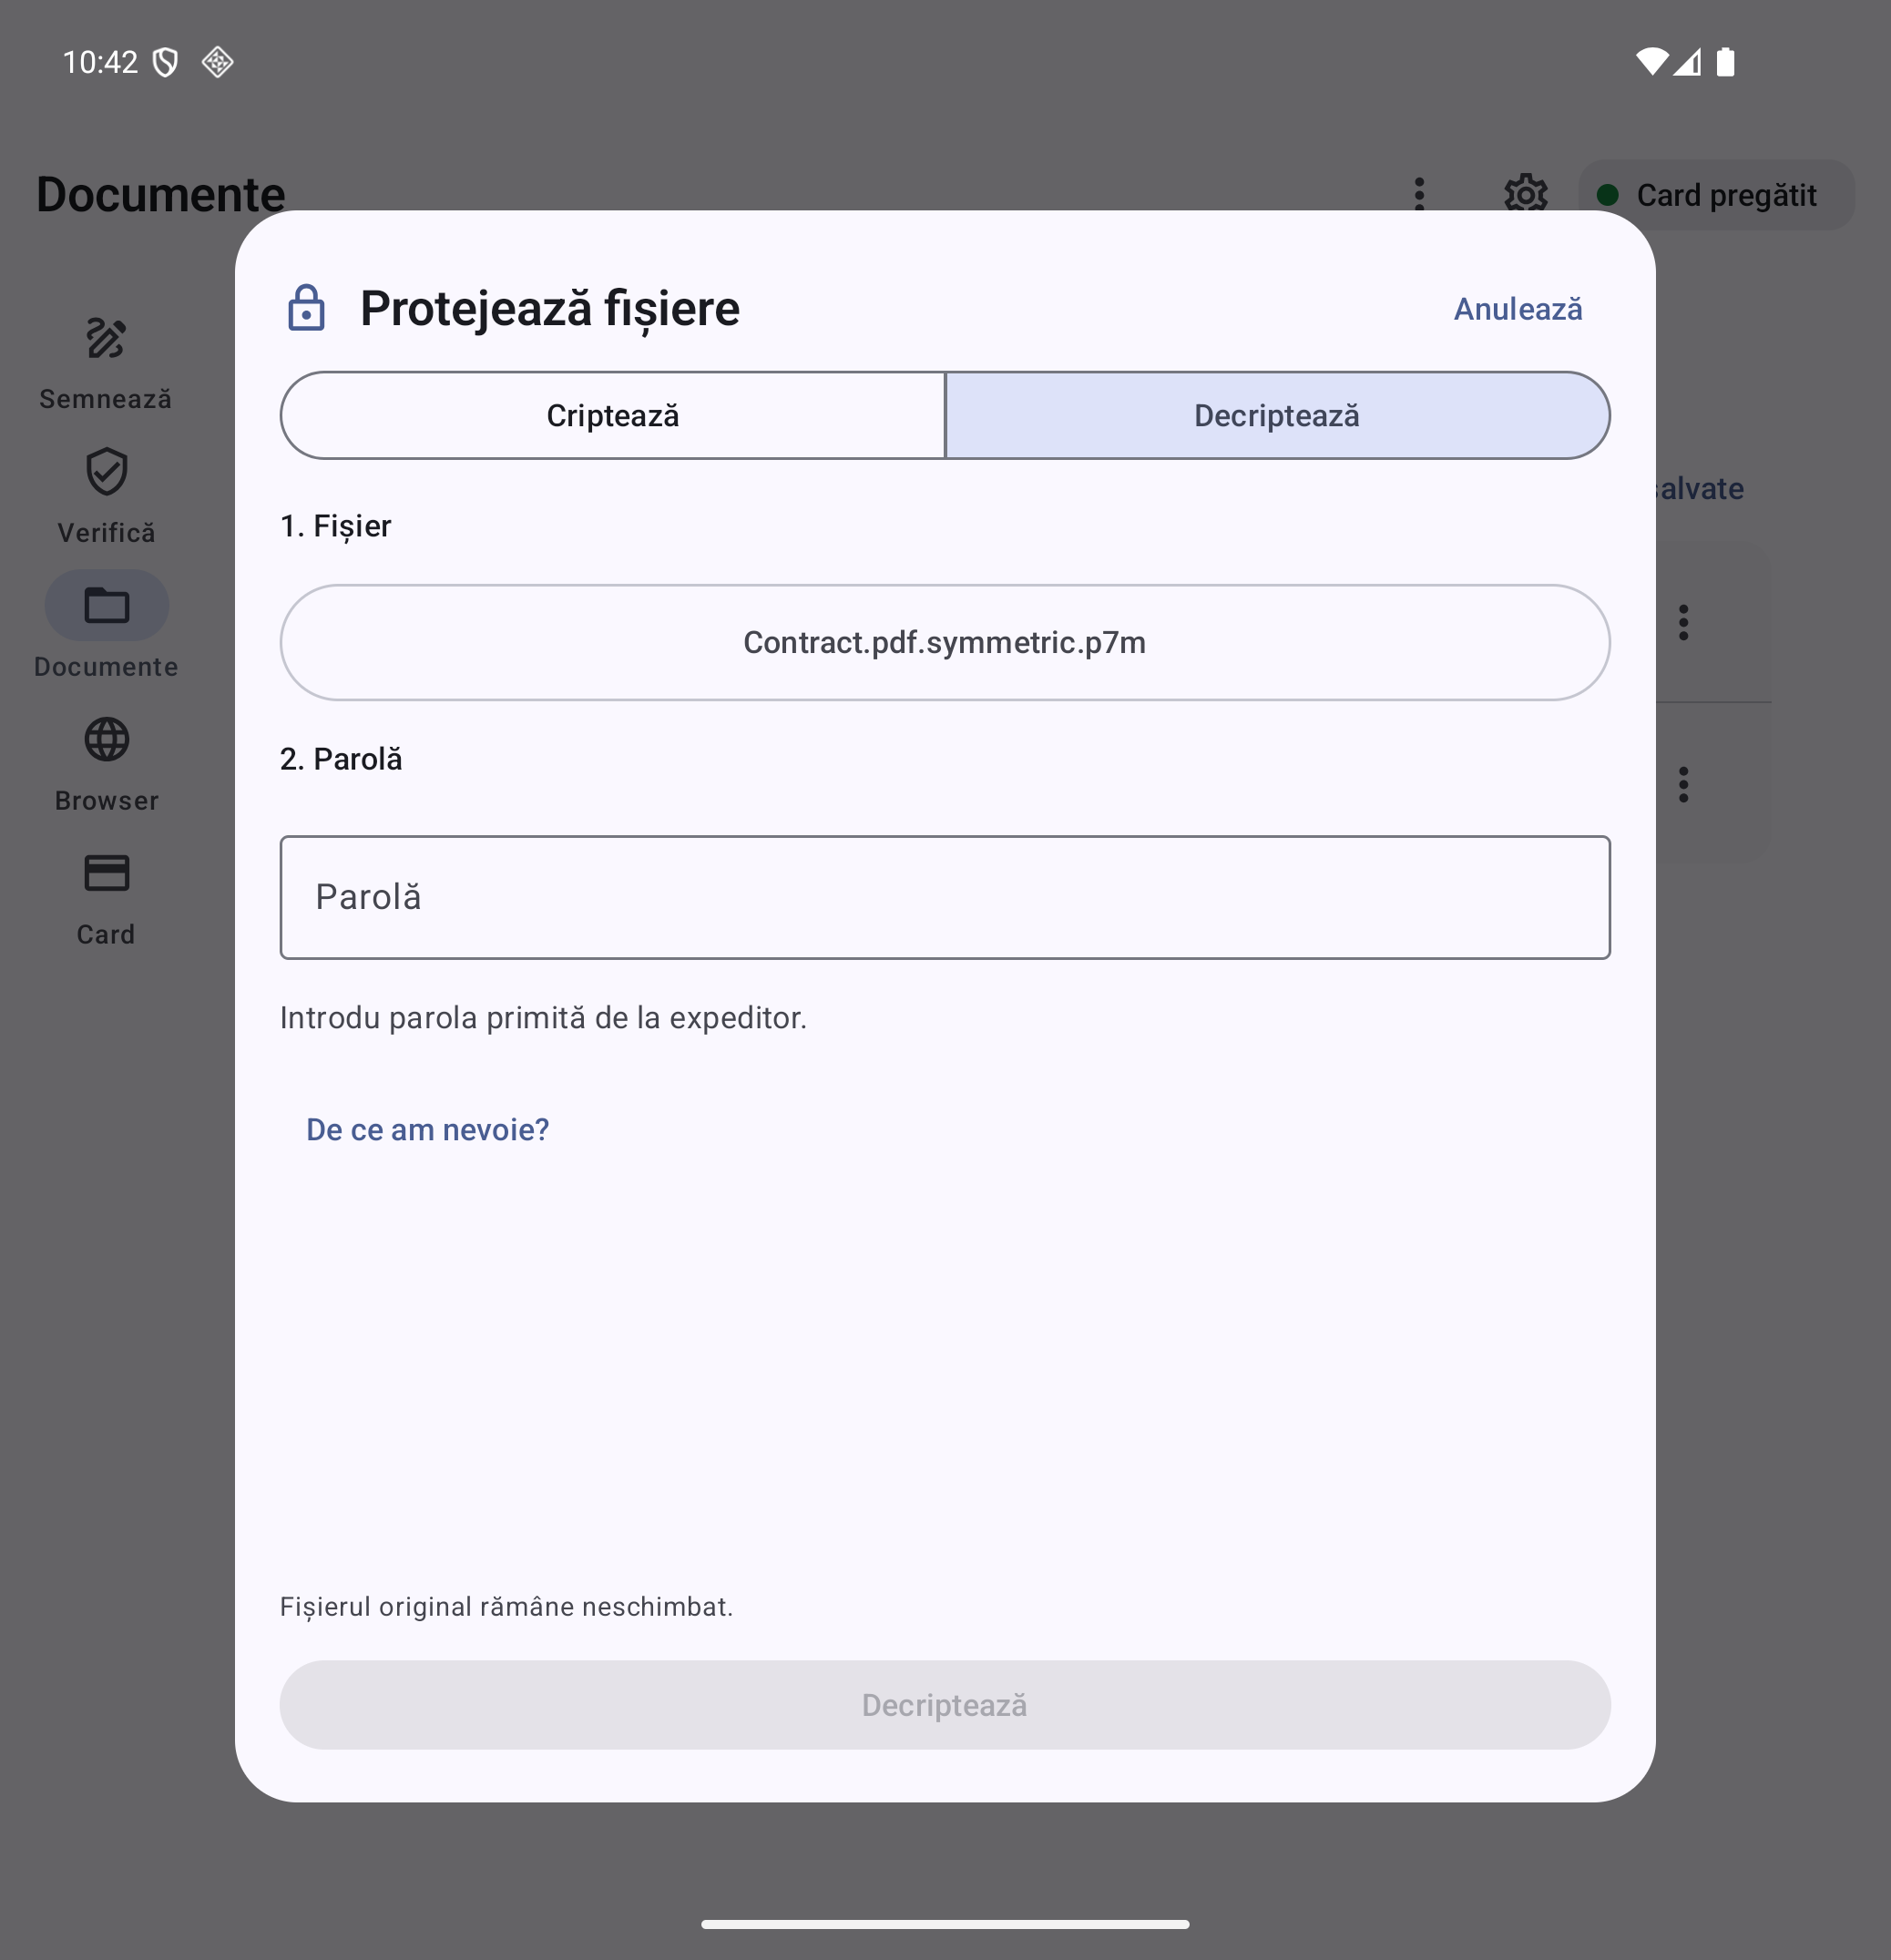 10:42
Documente
Card pregătit
Protejează fișiere
Anulează
Criptează
Decriptează
Semnează
Verifică
Documente
Browser
Card
salvate
1. Fișier
Contract.pdf.symmetric.p7m
2. Parolă
Parolă
Introdu parola primită de la expeditor.
De ce am nevoie?
Fișierul original rămâne neschimbat.
Decriptează